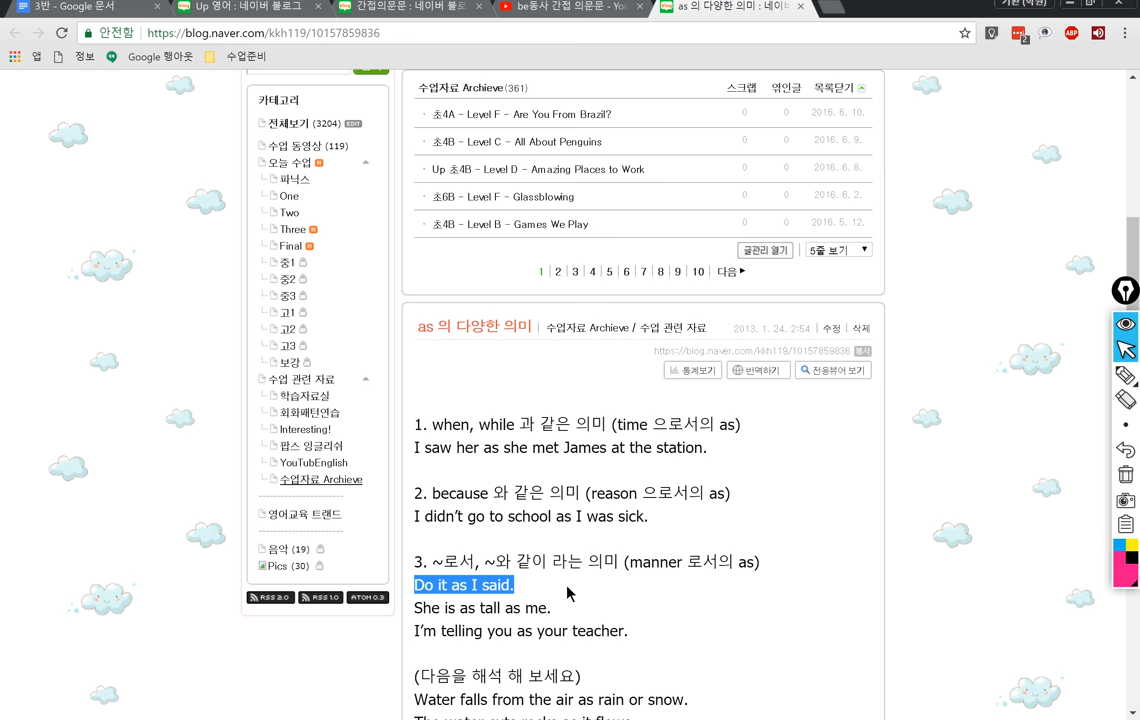 3반 - Google 문서
Up 영어 : 네이버 블로그
간접의문문 : 네이버 블로
be동사 간접 의문문 - You
as 의 다양한 의미 : 네이버
안전함
https://blog.naver.com/kkh119/10157859836
2
ABP
앱
정보
Google 행아웃
수업준비
카테고리
전체보기 (3204) EDIT
수업 동영상 (119)
오늘 수업
파닉스
One
Two
Three
Final
중1
중2
중3
고1
고2
고3
보강
수업 관련 자료
학습자료실
회화패턴연습
Interesting!
팝스 잉글리쉬
YouTubEnglish
수업자료 Archieve
영어교육 트랜드
음악 (19)
Pics (30)
RSS 2.0
RSS 1.0
ATOM 0.3
수업자료 Archieve (361) 스크랩 엮인글 목록닫기
· 초4A – Level F – Are You From Brazil? 0 0 2016. 6. 10.
· 초4B – Level C – All About Penguins 0 0 2016. 6. 9.
· Up 초4B – Level D – Amazing Places to Work 0 0 2016. 6. 8.
· 초6B – Level F – Glassblowing 0 0 2016. 6. 2.
· 초4B – Level B – Games We Play 0 0 2016. 5. 12.
글관리 열기 | 5줄 보기
1 | 2 | 3 | 4 | 5 | 6 | 7 | 8 | 9 | 10 | 다음
as 의 다양한 의미 | 수업자료 Archieve / 수업 관련 자료 2013. 1. 24, 2:54 | 수정 | 삭제
https://blog.naver.com/kkh119/10157859836 복사
통계보기
번역하기
전용뷰어 보기
1. when, while 과 같은 의미 (time 으로서의 as)
I saw her as she met James at the station.
2. because 와 같은 의미 (reason 으로서의 as)
I didn't go to school as I was sick.
3. ~로서, ~와 같이 라는 의미 (manner 로서의 as)
Do it as I said.
She is as tall as me.
I'm telling you as your teacher.
(다음을 해석 해 보세요)
Water falls from the air as rain or snow.